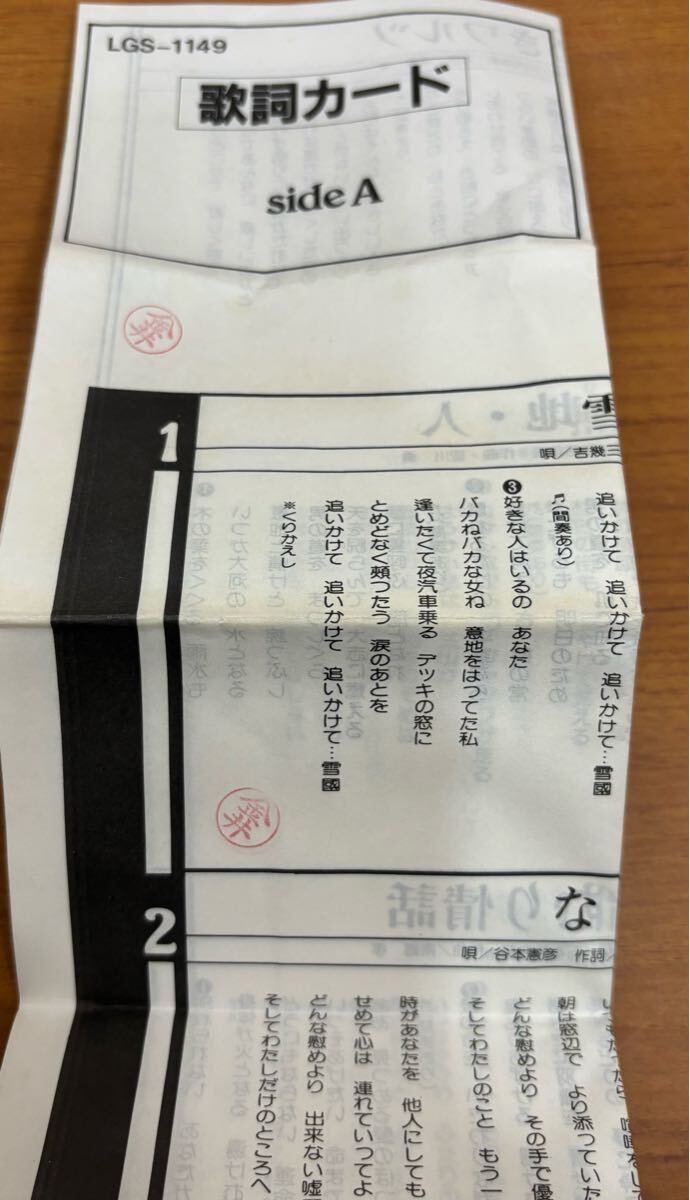 LGS-1149
歌詞カード
side A
1
唄/吉幾三
追いかけて 追いかけて 追いかけて…雪國
♫(間奏あり)
❸好きな人はいるの あなた
バカねバカな女ね 意地をはってた私
逢いたくて夜汽車乗る デッキの窓に
とめどなく頬つたう 涙のあとを
追いかけて 追いかけて 追いかけて…雪國
※くりかえし
2
な
唄/谷本憲彦 作詞/
朝は窓辺で より添っていた
どんな慰めより その手で優
そしてわたしのこと もう一
時があなたを 他人にしても
せめて心は 連れていってよ
どんな慰めより 出来ない嘘
そしてわたしだけのところへ